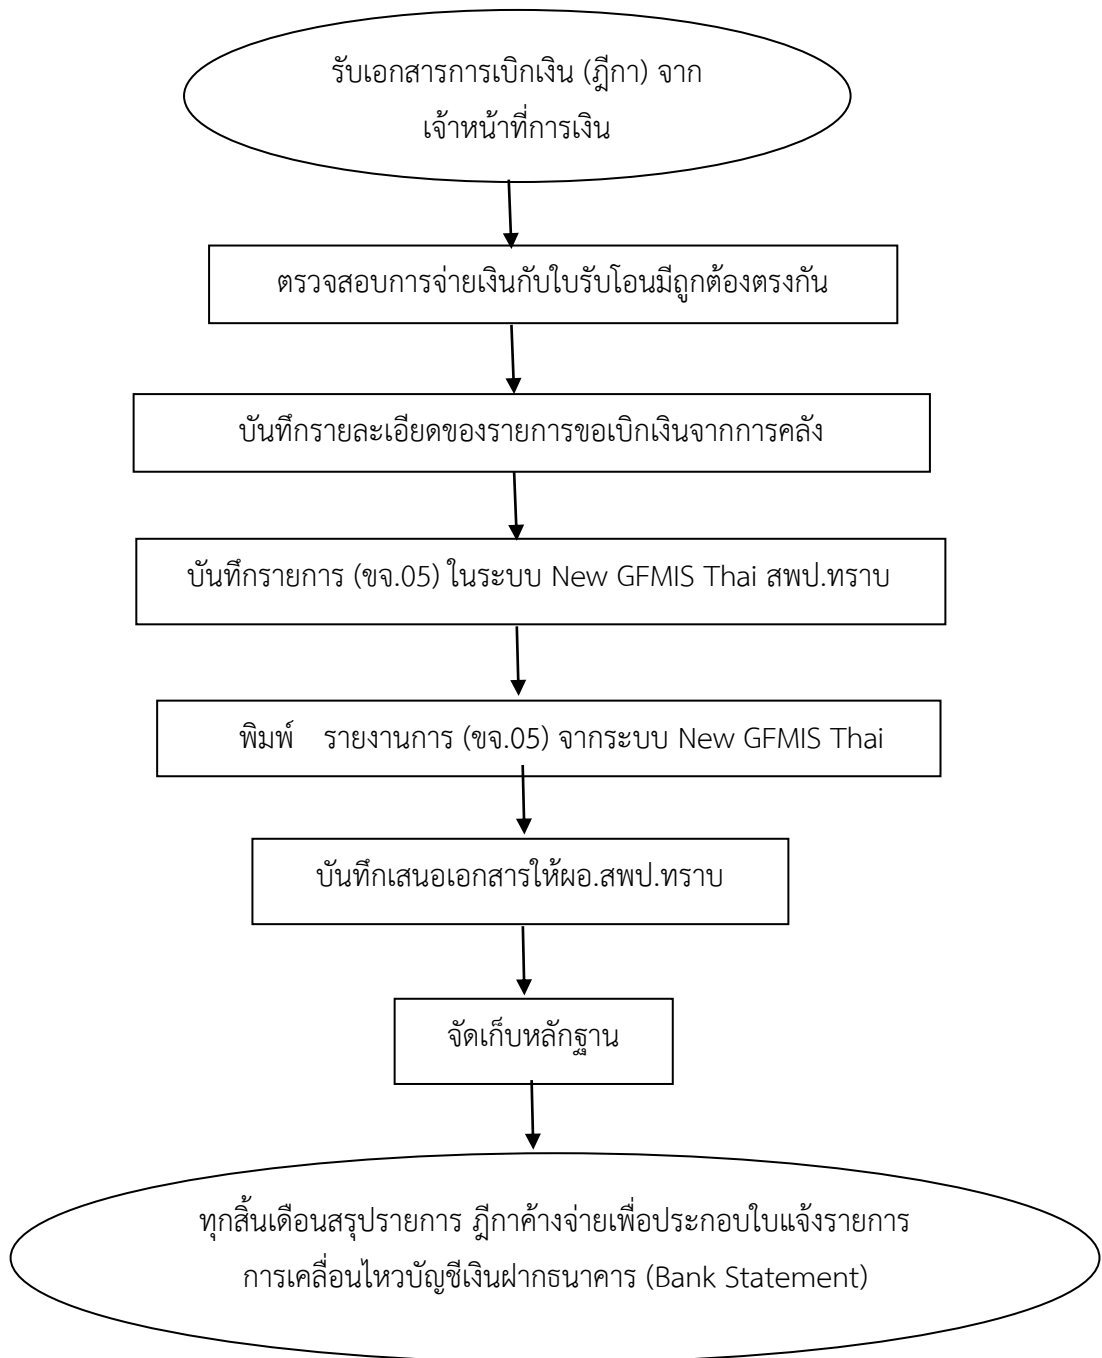 รับเอกสารการเบิกเงิน (ฎีกา) จาก
เจ้าหน้าที่การเงิน
ตรวจสอบการจ่ายเงินกับใบรับโอนมีถูกต้องตรงกัน
บันทึกรายละเอียดของรายการขอเบิกเงินจากการคลัง
บันทึกรายการ (ขจ.05) ในระบบ New GFMIS Thai สพป.ทราบ
พิมพ์ รายงานการ (ขจ.05) จากระบบ New GFMIS Thai
บันทึกเสนอเอกสารให้ผอ.สพป.ทราบ
จัดเก็บหลักฐาน
ทุกสิ้นเดือนสรุปรายการ ฎีกาค้างจ่ายเพื่อประกอบใบแจ้งรายการ
การเคลื่อนไหวบัญชีเงินฝากธนาคาร (Bank Statement)